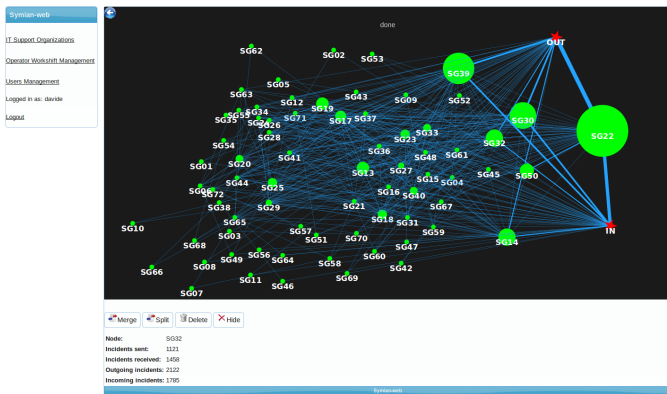 Symian-web
IT Support Organizations
Operator Workshift Management
Users Management
Logged in as: davide
Logout
done
OUT
SG62
SG02
SG53
SG39
SG05
SG63
SG12
SG43
SG09
SG52
SG19
SG34
SG55
SG35
SG24
SG26
SG71
SG17
SG37
SG30
SG22
SG28
SG23
SG33
SG32
SG54
SG36
SG41
SG48
SG61
SG01
SG20
SG13
SG27
SG45
SG50
SG44
SG25
SG15
SG04
SG06
SG72
SG16
SG40
SG38
SG29
SG21
SG67
SG65
SG18
SG31
SG10
SG03
SG57
SG51
SG70
SG59
IN
SG68
SG47
SG14
SG49
SG56
SG64
SG60
SG66
SG08
SG58
SG42
SG11
SG46
SG69
SG07
Merge
Split
Delete
Hide
Node: SG32
Incidents sent: 1121
Incidents received: 1458
Outgoing incidents: 2122
Incoming incidents: 1785
Symian-web